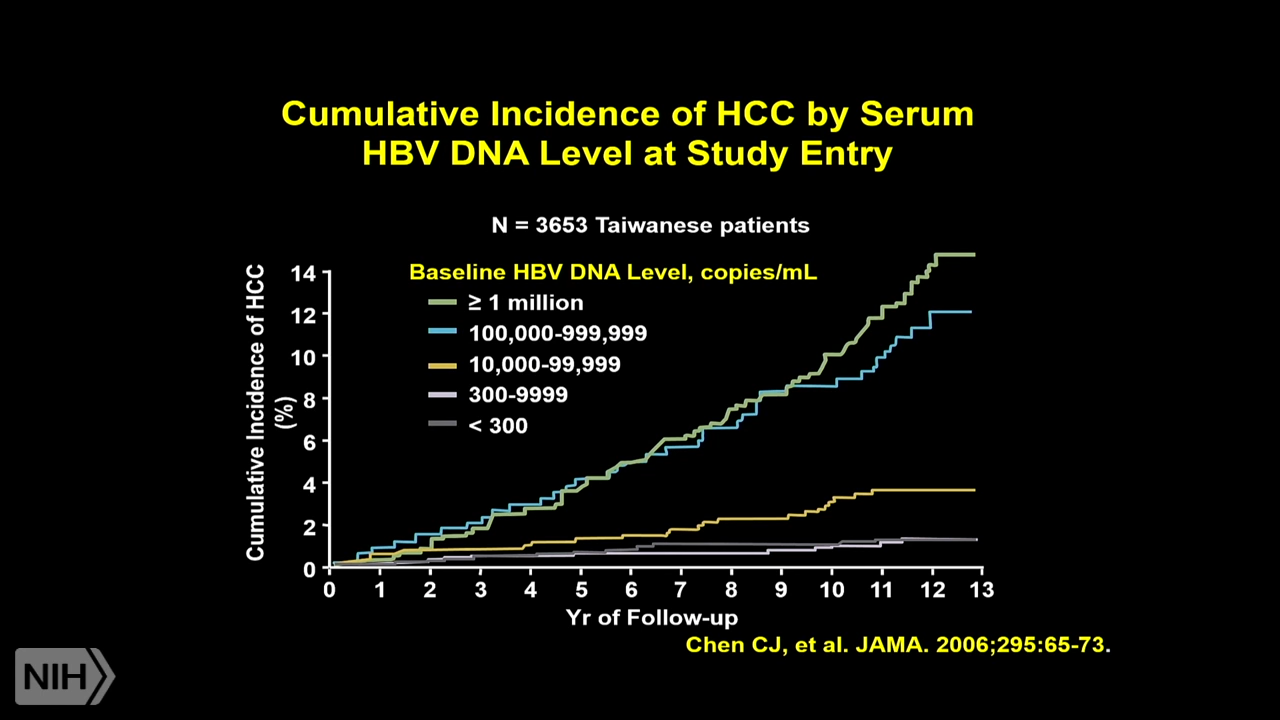 Cumulative Incidence of HCC by Serum
HBV DNA Level at Study Entry
N = 3653 Taiwanese patients
Baseline HBV DNA Level, copies/mL
≥ 1 million
100,000-999,999
10,000-99,999
300-9999
< 300
Cumulative Incidence of HCC
(%)
14
12
10
8
6
4
2
0
0 1 2 3 4 5 6 7 8 9 10 11 12 13
Yr of Follow-up
Chen CJ, et al. JAMA. 2006;295:65-73.
NIH